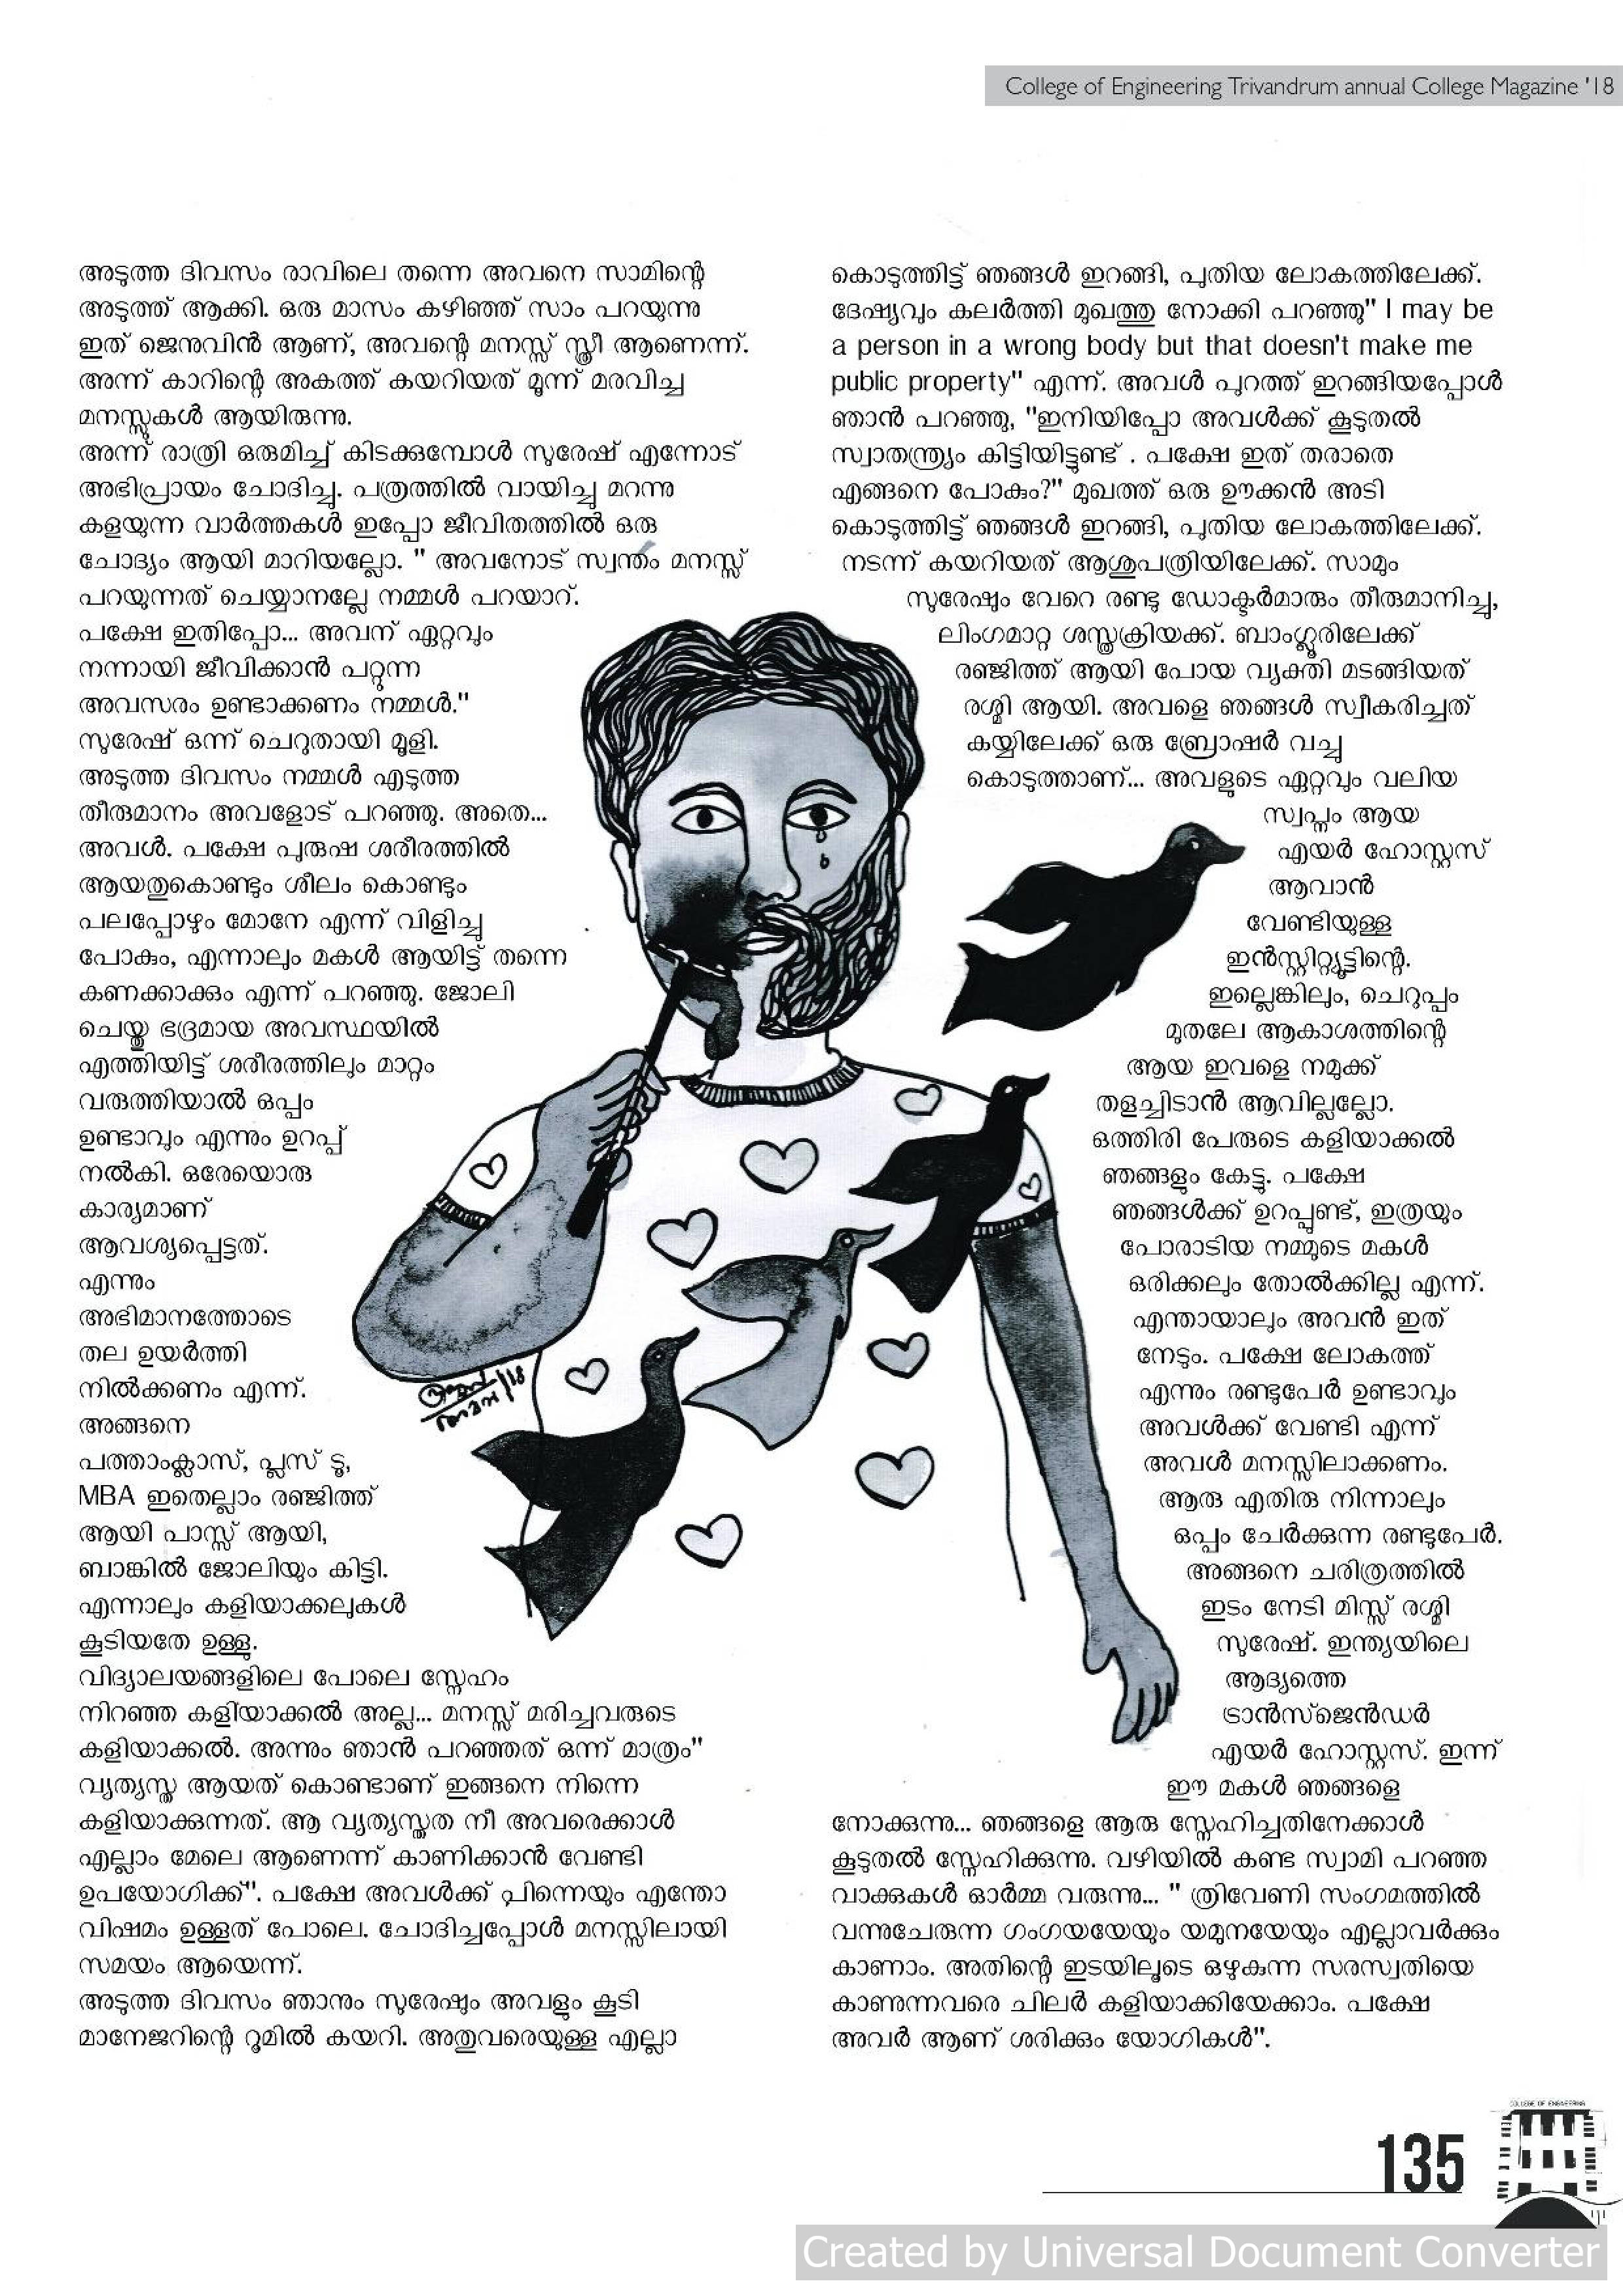 College of Engineering Trivandrum annual College Magazine '18
അടുത്ത ദിവസം രാവിലെ തന്നെ അവനെ സാമിന്റെ
അടുത്ത് ആക്കി. ഒരു മാസം കഴിഞ്ഞ് സാം പറയുന്നു
ഇത് ജെനുവിൻ ആണ്, അവന്റെ മനസ്സ് സ്ത്രീ ആണെന്ന്.
അന്ന് കാറിന്റെ അകത്ത് കയറിയത് മൂന്ന് മരവിച്ച
മനസ്സുകൾ ആയിരുന്നു.
അന്ന് രാത്രി ഒരുമിച്ച് കിടക്കുമ്പോൾ സുരേഷ് എന്നോട്
അഭിപ്രായം ചോദിച്ചു. പത്രത്തിൽ വായിച്ചു മറന്നു
കളയുന്ന വാർത്തകൾ ഇപ്പോ ജീവിതത്തിൽ ഒരു
ചോദ്യം ആയി മാറിയല്ലോ. " അവനോട് സ്വന്തം മനസ്സ്
പറയുന്നത് ചെയ്യാനല്ലേ നമ്മൾ പറയാറ്.
പക്ഷേ ഇതിപ്പോ... അവന് ഏറ്റവും
നന്നായി ജീവിക്കാൻ പറ്റുന്ന
അവസരം ഉണ്ടാക്കണം നമ്മൾ."
സുരേഷ് ഒന്ന് ചെറുതായി മൂളി.
അടുത്ത ദിവസം നമ്മൾ എടുത്ത
തീരുമാനം അവളോട് പറഞ്ഞു. അതെ...
അവൾ. പക്ഷേ പുരുഷ ശരീരത്തിൽ
ആയതുകൊണ്ടും ശീലം കൊണ്ടും
പലപ്പോഴും മോനേ എന്ന് വിളിച്ചു
പോകും, എന്നാലും മകൾ ആയിട്ട് തന്നെ
കണക്കാക്കും എന്ന് പറഞ്ഞു. ജോലി
ചെയ്തു ഭദ്രമായ അവസ്ഥയിൽ
എത്തിയിട്ട് ശരീരത്തിലും മാറ്റം
വരുത്തിയാൽ ഒപ്പം
ഉണ്ടാവും എന്നും ഉറപ്പ്
നൽകി. ഒരേയൊരു
കാര്യമാണ്
ആവശ്യപ്പെട്ടത്.
എന്നും
അഭിമാനത്തോടെ
തല ഉയർത്തി
നിൽക്കണം എന്ന്.
അങ്ങനെ
പത്താംക്ലാസ്, പ്ലസ് ടൂ,
MBA ഇതെല്ലാം രഞ്ജിത്ത്
ആയി പാസ്സ് ആയി,
ബാങ്കിൽ ജോലിയും കിട്ടി.
എന്നാലും കളിയാക്കലുകൾ
കൂടിയതേ ഉള്ളൂ.
വിദ്യാലയങ്ങളിലെ പോലെ സ്നേഹം
നിറഞ്ഞ കളിയാക്കൽ അല്ല... മനസ്സ് മരിച്ചവരുടെ
കളിയാക്കൽ. അന്നും ഞാൻ പറഞ്ഞത് ഒന്ന് മാത്രം"
വ്യത്യസ്ത ആയത് കൊണ്ടാണ് ഇങ്ങനെ നിന്നെ
കളിയാക്കുന്നത്. ആ വ്യത്യസ്തത നീ അവരെക്കാൾ
എല്ലാം മേലെ ആണെന്ന് കാണിക്കാൻ വേണ്ടി
ഉപയോഗിക്ക്". പക്ഷേ അവൾക്ക് പിന്നെയും എന്തോ
വിഷമം ഉള്ളത് പോലെ. ചോദിച്ചപ്പോൾ മനസ്സിലായി
സമയം ആയെന്ന്.
അടുത്ത ദിവസം ഞാനും സുരേഷും അവളും കൂടി
മാനേജറിന്റെ റൂമിൽ കയറി. അതുവരെയുള്ള എല്ലാ
കൊടുത്തിട്ട് ഞങ്ങൾ ഇറങ്ങി, പുതിയ ലോകത്തിലേക്ക്.
ദേഷ്യവും കലർത്തി മുഖത്തു നോക്കി പറഞ്ഞു" I may be
a person in a wrong body but that doesn't make me
public property" എന്ന്. അവൾ പുറത്ത് ഇറങ്ങിയപ്പോൾ
ഞാൻ പറഞ്ഞു, "ഇനിയിപ്പോ അവൾക്ക് കൂടുതൽ
സ്വാതന്ത്ര്യം കിട്ടിയിട്ടുണ്ട് . പക്ഷേ ഇത് തരാതെ
എങ്ങനെ പോകും?" മുഖത്ത് ഒരു ഊക്കൻ അടി
കൊടുത്തിട്ട് ഞങ്ങൾ ഇറങ്ങി, പുതിയ ലോകത്തിലേക്ക്.
നടന്ന് കയറിയത് ആശുപത്രിയിലേക്ക്. സാമും
സുരേഷും വേറെ രണ്ടു ഡോക്ടർമാരും തീരുമാനിച്ചു,
ലിംഗമാറ്റ ശസ്ത്രക്രിയക്ക്. ബാംഗ്ലൂരിലേക്ക്
രഞ്ജിത്ത് ആയി പോയ വ്യക്തി മടങ്ങിയത്
രശ്മി ആയി. അവളെ ഞങ്ങൾ സ്വീകരിച്ചത്
കയ്യിലേക്ക് ഒരു ബ്രോഷർ വച്ചു
കൊടുത്താണ്... അവളുടെ ഏറ്റവും വലിയ
സ്വപ്നം ആയ
എയർ ഹോസ്റ്റസ്
ആവാൻ
വേണ്ടിയുള്ള
ഇൻസ്റ്റിറ്റ്യൂട്ടിന്റെ.
ഇല്ലെങ്കിലും, ചെറുപ്പം
മുതലേ ആകാശത്തിന്റെ
ആയ ഇവളെ നമുക്ക്
തളച്ചിടാൻ ആവില്ലല്ലോ.
ഒത്തിരി പേരുടെ കളിയാക്കൽ
ഞങ്ങളും കേട്ടു. പക്ഷേ
ഞങ്ങൾക്ക് ഉറപ്പുണ്ട്, ഇത്രയും
പോരാടിയ നമ്മുടെ മകൾ
ഒരിക്കലും തോൽക്കില്ല എന്ന്.
എന്തായാലും അവൻ ഇത്
നേടും. പക്ഷേ ലോകത്ത്
എന്നും രണ്ടുപേർ ഉണ്ടാവും
അവൾക്ക് വേണ്ടി എന്ന്
അവൾ മനസ്സിലാക്കണം.
ആരു എതിരു നിന്നാലും
ഒപ്പം ചേർക്കുന്ന രണ്ടുപേർ.
അങ്ങനെ ചരിത്രത്തിൽ
ഇടം നേടി മിസ്സ് രശ്മി
സുരേഷ്. ഇന്ത്യയിലെ
ആദ്യത്തെ
ട്രാൻസ്ജെൻഡർ
എയർ ഹോസ്റ്റസ്. ഇന്ന്
ഈ മകൾ ഞങ്ങളെ
നോക്കുന്നു... ഞങ്ങളെ ആരു സ്നേഹിച്ചതിനേക്കാൾ
കൂടുതൽ സ്നേഹിക്കുന്നു. വഴിയിൽ കണ്ട സ്വാമി പറഞ്ഞ
വാക്കുകൾ ഓർമ്മ വരുന്നു... " ത്രിവേണി സംഗമത്തിൽ
വന്നുചേരുന്ന ഗംഗയയേയും യമുനയേയും എല്ലാവർക്കും
കാണാം. അതിന്റെ ഇടയിലൂടെ ഒഴുകുന്ന സരസ്വതിയെ
കാണുന്നവരെ ചിലർ കളിയാക്കിയേക്കാം. പക്ഷേ
അവർ ആണ് ശരിക്കും യോഗികൾ".
COLLEGE OF ENGINEERING
135
Created by Universal Document Converter